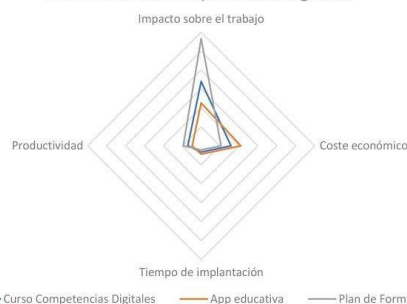 Impacto sobre el trabajo
Productividad
Coste económico
Tiempo de implantación
Curso Competencias Digitales
App educativa
Plan de Form